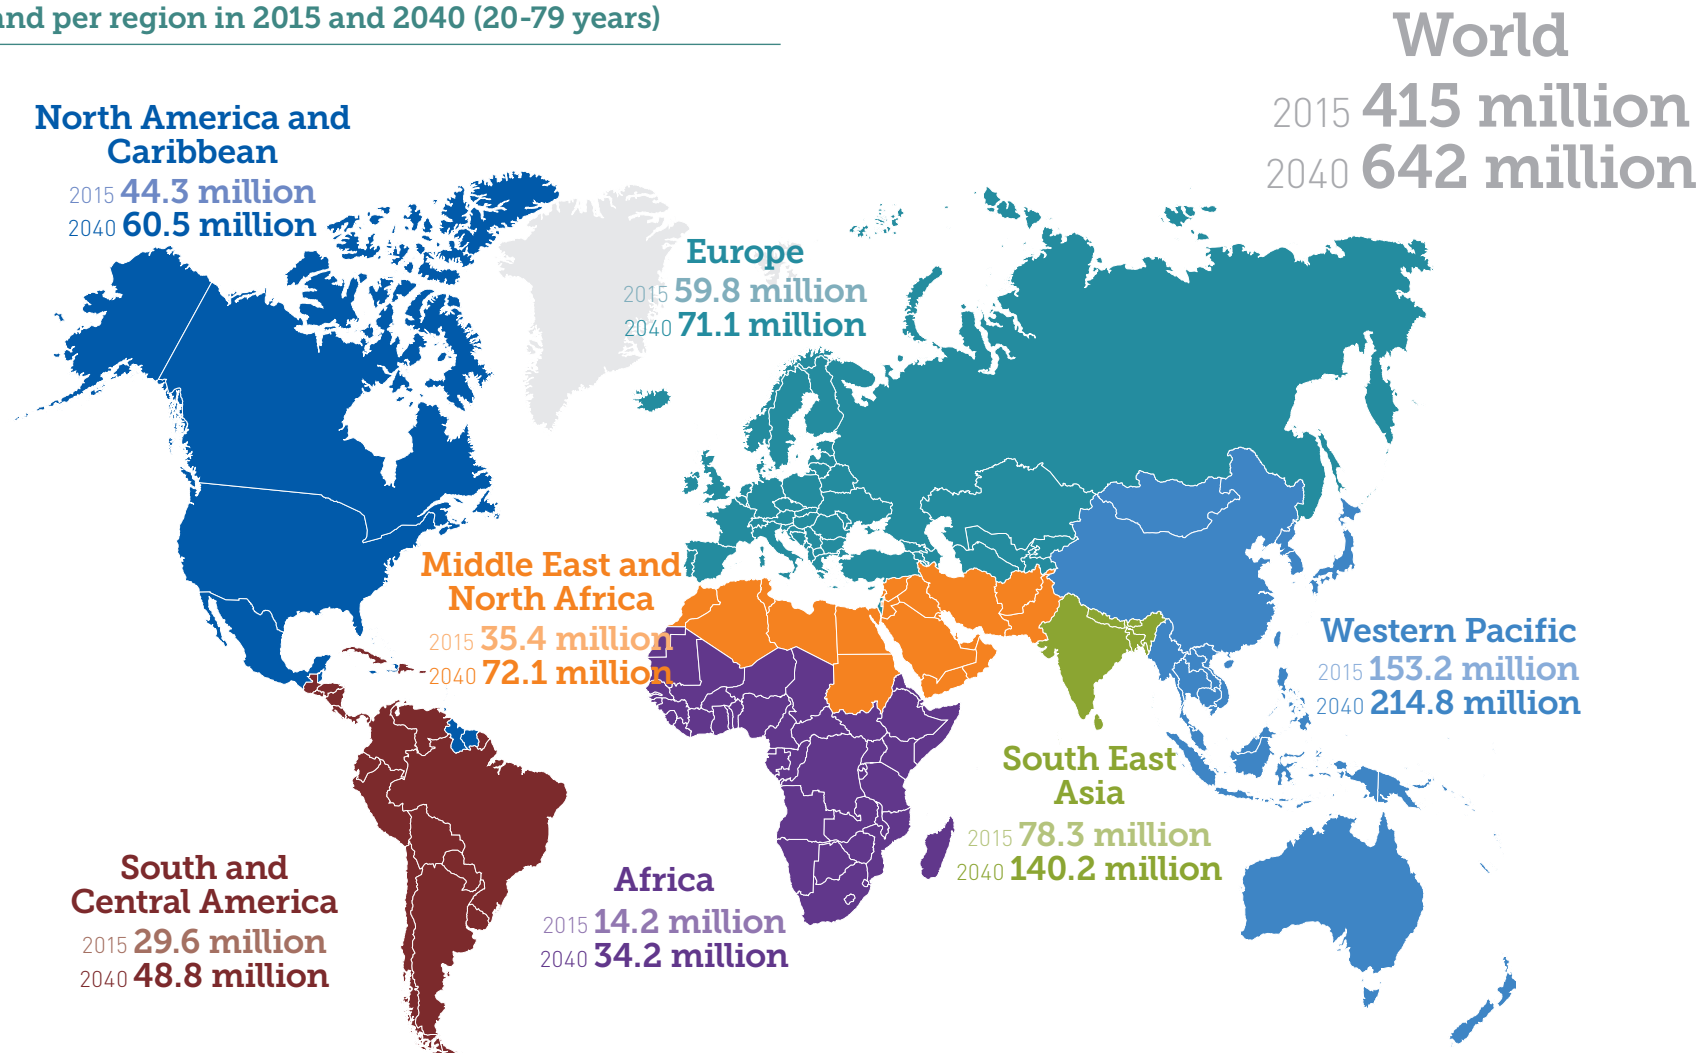 and per region in 2015 and 2040 (20-79 years)
World
2015 415 million
2040 642 million
North America and
Caribbean
2015 44.3 million
2040 60.5 million
Europe
2015 59.8 million
2040 71.1 million
Middle East and
North Africa
2015 35.4 million
2040 72.1 million
Western Pacific
2015 153.2 million
2040 214.8 million
South East
Asia
2015 78.3 million
2040 140.2 million
South and
Central America
2015 29.6 million
2040 48.8 million
Africa
2015 14.2 million
2040 34.2 million